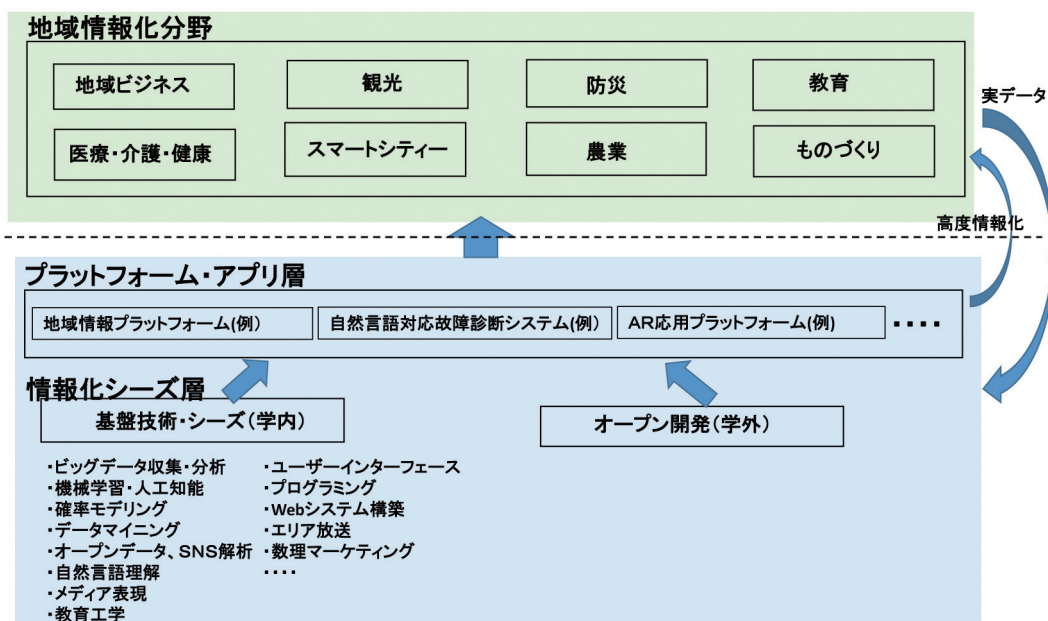 地域情報化分野
地域ビジネス
観光
防災
教育
医療・介護・健康
スマートシティー
農業
ものづくり
実データ
高度情報化
プラットフォーム・アプリ層
地域情報プラットフォーム(例)
自然言語対応故障診断システム(例)
AR応用プラットフォーム(例)
・・・・
情報化シーズ層
基盤技術・シーズ(学内)
オープン開発(学外)
・ビッグデータ収集・分析
・機械学習・人工知能
・確率モデリング
・データマイニング
・オープンデータ、SNS解析
・自然言語理解
・メディア表現
・教育工学
・ユーザーインターフェース
・プログラミング
・Webシステム構築
・エリア放送
・数理マーケティング
・・・・